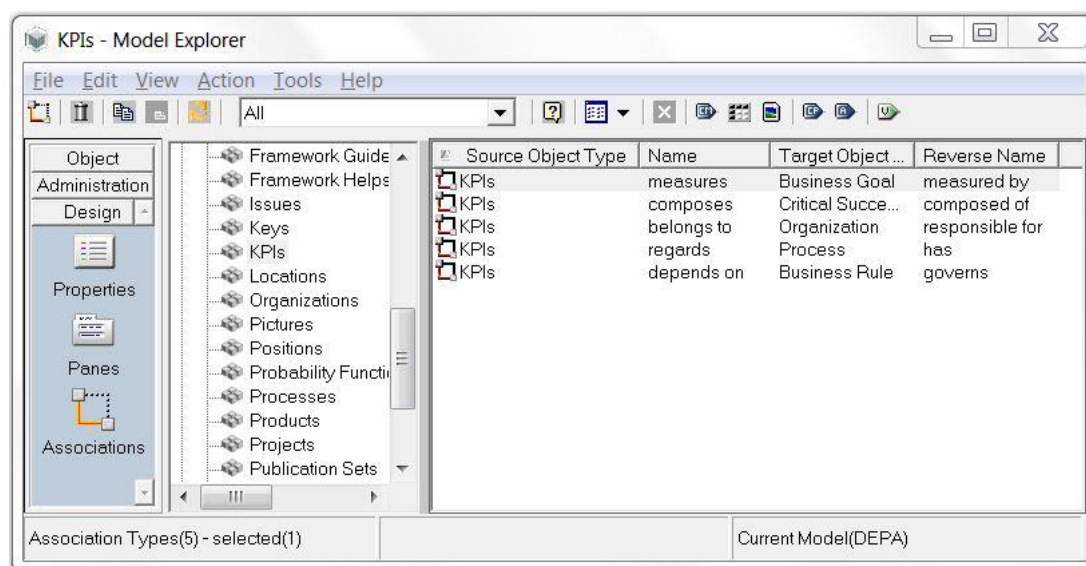 KPIs - Model Explorer
File Edit View Action Tools Help
All
Object
Administration
Design
Properties
Panes
Associations
Framework Guide
Framework Helps
Issues
Keys
KPIs
Locations
Organizations
Pictures
Positions
Probability Functi
Processes
Products
Projects
Publication Sets
Source Object Type Name Target Object ... Reverse Name
KPIs measures Business Goal measured by
KPIs composes Critical Succe... composed of
KPIs belongs to Organization responsible for
KPIs regards Process has
KPIs depends on Business Rule governs
Association Types(5) - selected(1) Current Model(DEPA)